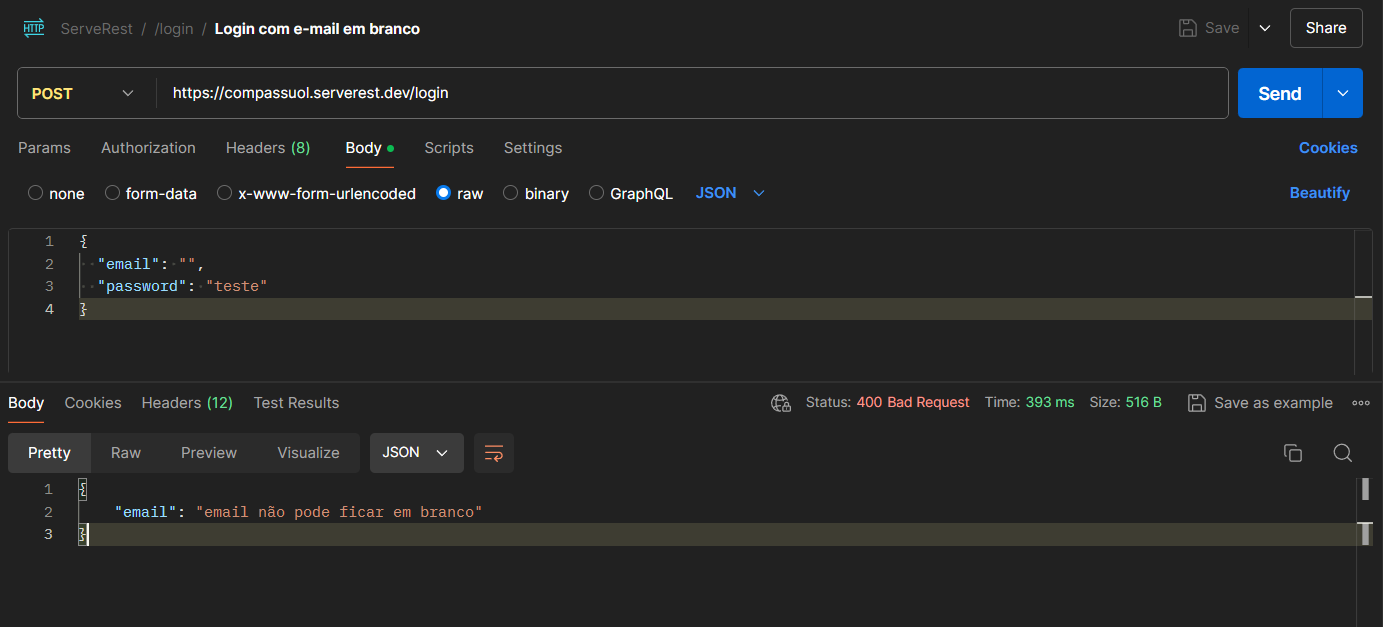 HTTP ServeRest / /login / Login com e-mail em branco Save Share
POST https://compassuol.serverest.dev/login Send
Params Authorization Headers (8) Body Scripts Settings Cookies
none form-data x-www-form-urlencoded raw binary GraphQL JSON Beautify
1 {
2 "email": "",
3 "password": "teste"
4 }
Body Cookies Headers (12) Test Results Status: 400 Bad Request Time: 393 ms Size: 516 B Save as example
Pretty Raw Preview Visualize JSON
1 {
2 "email": "email não pode ficar em branco"
3 }